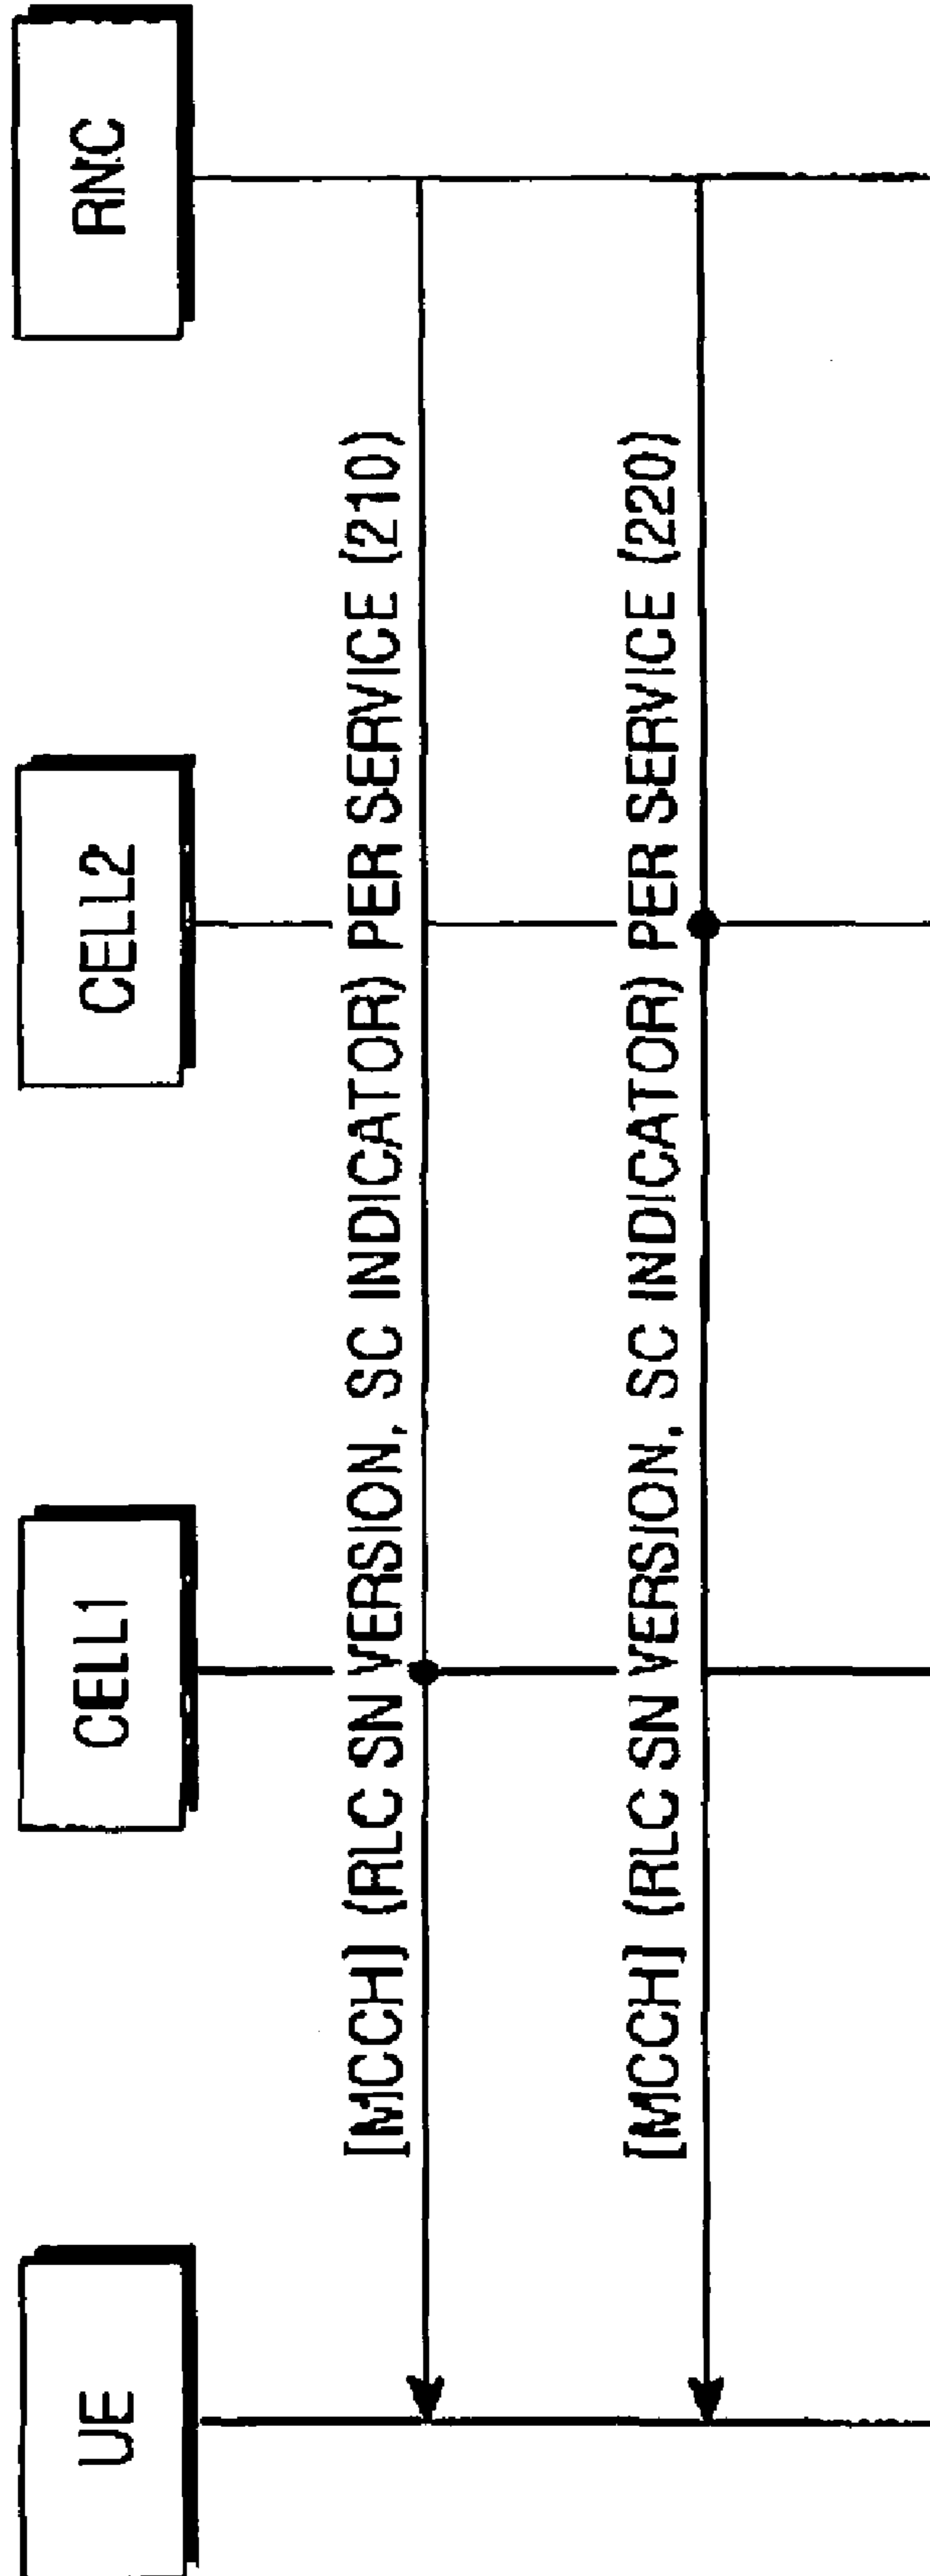 UE
CELL1
CELL2
RNC
[MCCH] (RLC SN VERSION, SC INDICATOR) PER SERVICE (210)
[MCCH] (RLC SN VERSION, SC INDICATOR) PER SERVICE (220)